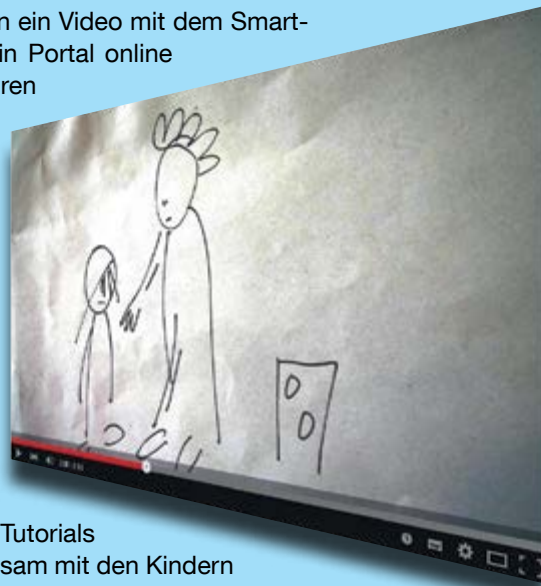 n ein Video mit dem Smart-
in Portal online
ren
Tutorials
sam mit den Kindern